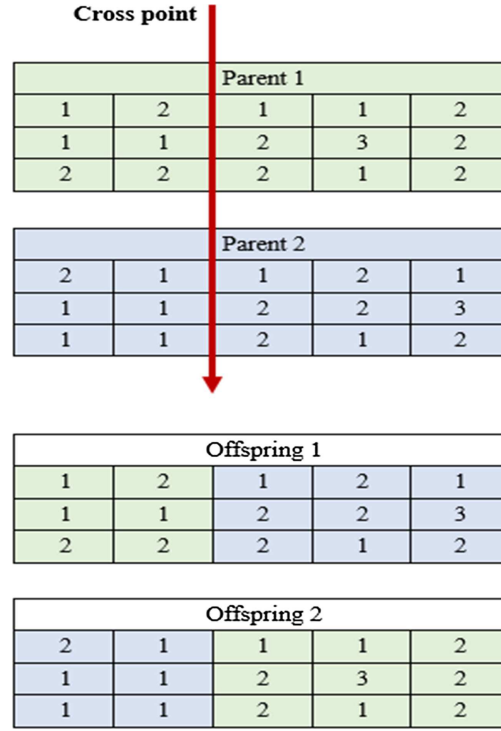 Cross point
Parent 1
1 2 1 1 2
1 1 2 3 2
2 2 2 1 2
Parent 2
2 1 1 2 1
1 1 2 2 3
1 1 2 1 2
Offspring 1
1 2 1 2 1
1 1 2 2 3
2 2 2 1 2
Offspring 2
2 1 1 1 2
1 1 2 3 2
1 1 2 1 2